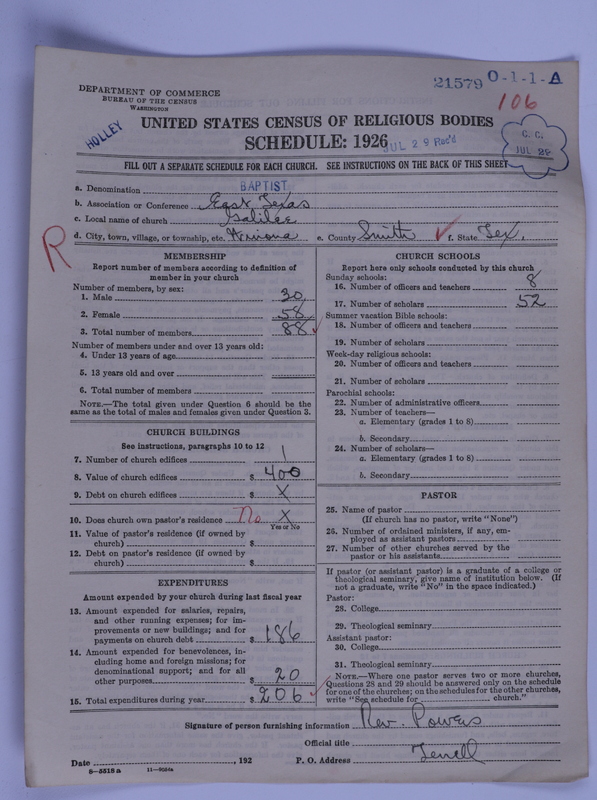 21579 O-1-1-A
106
DEPARTMENT OF COMMERCE
BUREAU OF THE CENSUS
WASHINGTON
HOLLEY
UNITED STATES CENSUS OF RELIGIOUS BODIES
SCHEDULE: 1926
JUL 29 Rec'd
C. C.
JUL 28
FILL OUT A SEPARATE SCHEDULE FOR EACH CHURCH. SEE INSTRUCTIONS ON THE BACK OF THIS SHEET
a. Denomination BAPTIST
b. Association or Conference East Texas
c. Local name of church Galilee
d. City, town, village, or township, etc. Winona e. County Smith f. State Tex.
R
MEMBERSHIP
Report number of members according to definition of
member in your church
Number of members, by sex:
1. Male 30
2. Female 58
3. Total number of members 88
Number of members under and over 13 years old:
4. Under 13 years of age
5. 13 years old and over
6. Total number of members
NOTE.—The total given under Question 6 should be the
same as the total of males and females given under Question 3.
CHURCH BUILDINGS
See instructions, paragraphs 10 to 12
7. Number of church edifices 1
8. Value of church edifices $ 400
9. Debt on church edifices $ X
10. Does church own pastor's residence No X
Yes or No
11. Value of pastor's residence (if owned by
church) $
12. Debt on pastor's residence (if owned by
church) $
EXPENDITURES
Amount expended by your church during last fiscal year
13. Amount expended for salaries, repairs,
and other running expenses; for im-
provements or new buildings; and for
payments on church debt $ 186
14. Amount expended for benevolences, in-
cluding home and foreign missions; for
denominational support; and for all
other purposes $ 20
15. Total expenditures during year $ 206
CHURCH SCHOOLS
Report here only schools conducted by this church
Sunday schools:
16. Number of officers and teachers 8
17. Number of scholars 52
Summer vacation Bible schools:
18. Number of officers and teachers
19. Number of scholars
Week-day religious schools:
20. Number of officers and teachers
21. Number of scholars
Parochial schools:
22. Number of administrative officers
23. Number of teachers—
a. Elementary (grades 1 to 8)
b. Secondary
24. Number of scholars—
a. Elementary (grades 1 to 8)
b. Secondary
PASTOR
25. Name of pastor
(If church has no pastor, write "None")
26. Number of ordained ministers, if any, em-
ployed as assistant pastors
27. Number of other churches served by the
pastor or his assistants
If pastor (or assistant pastor) is a graduate of a college or
theological seminary, give name of institution below. (If
not a graduate, write "No" in the space indicated.)
Pastor:
28. College
29. Theological seminary
Assistant pastor:
30. College
31. Theological seminary
NOTE.—Where one pastor serves two or more churches,
Questions 28 and 29 should be answered only on the schedule
for one of the churches; on the schedules for the other churches,
write "See schedule for church."
Signature of person furnishing information Rev. Powers
Official title
Date , 192 P. O. Address Terrell
8—5518a